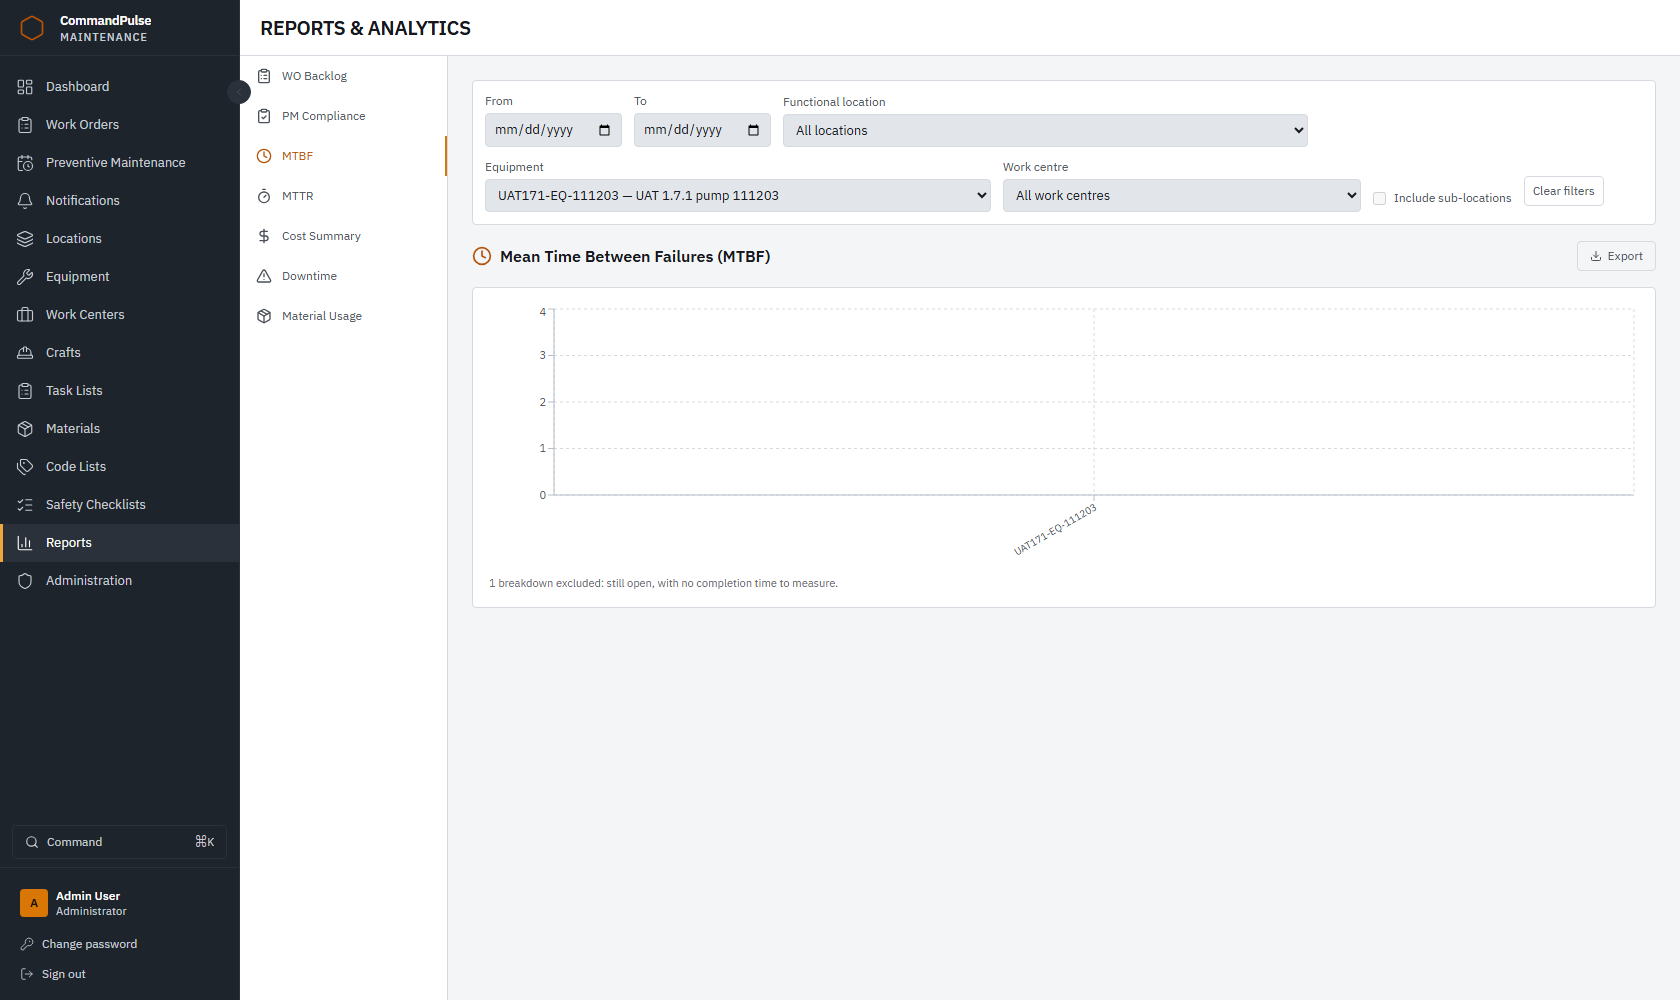 CommandPulse
MAINTENANCE
Dashboard
Work Orders
Preventive Maintenance
Notifications
Locations
Equipment
Work Centers
Crafts
Task Lists
Materials
Code Lists
Safety Checklists
Reports
Administration
Command ⌘K
A
Admin User
Administrator
Change password
Sign out
REPORTS & ANALYTICS
WO Backlog
PM Compliance
MTBF
MTTR
Cost Summary
Downtime
Material Usage
From
mm/dd/yyyy
To
mm/dd/yyyy
Functional location
All locations
Equipment
UAT171-EQ-111203 — UAT 1.7.1 pump 111203
Work centre
All work centres
Include sub-locations
Clear filters
Mean Time Between Failures (MTBF)
Export
4
3
2
1
0
UAT171-EQ-111203
1 breakdown excluded: still open, with no completion time to measure.